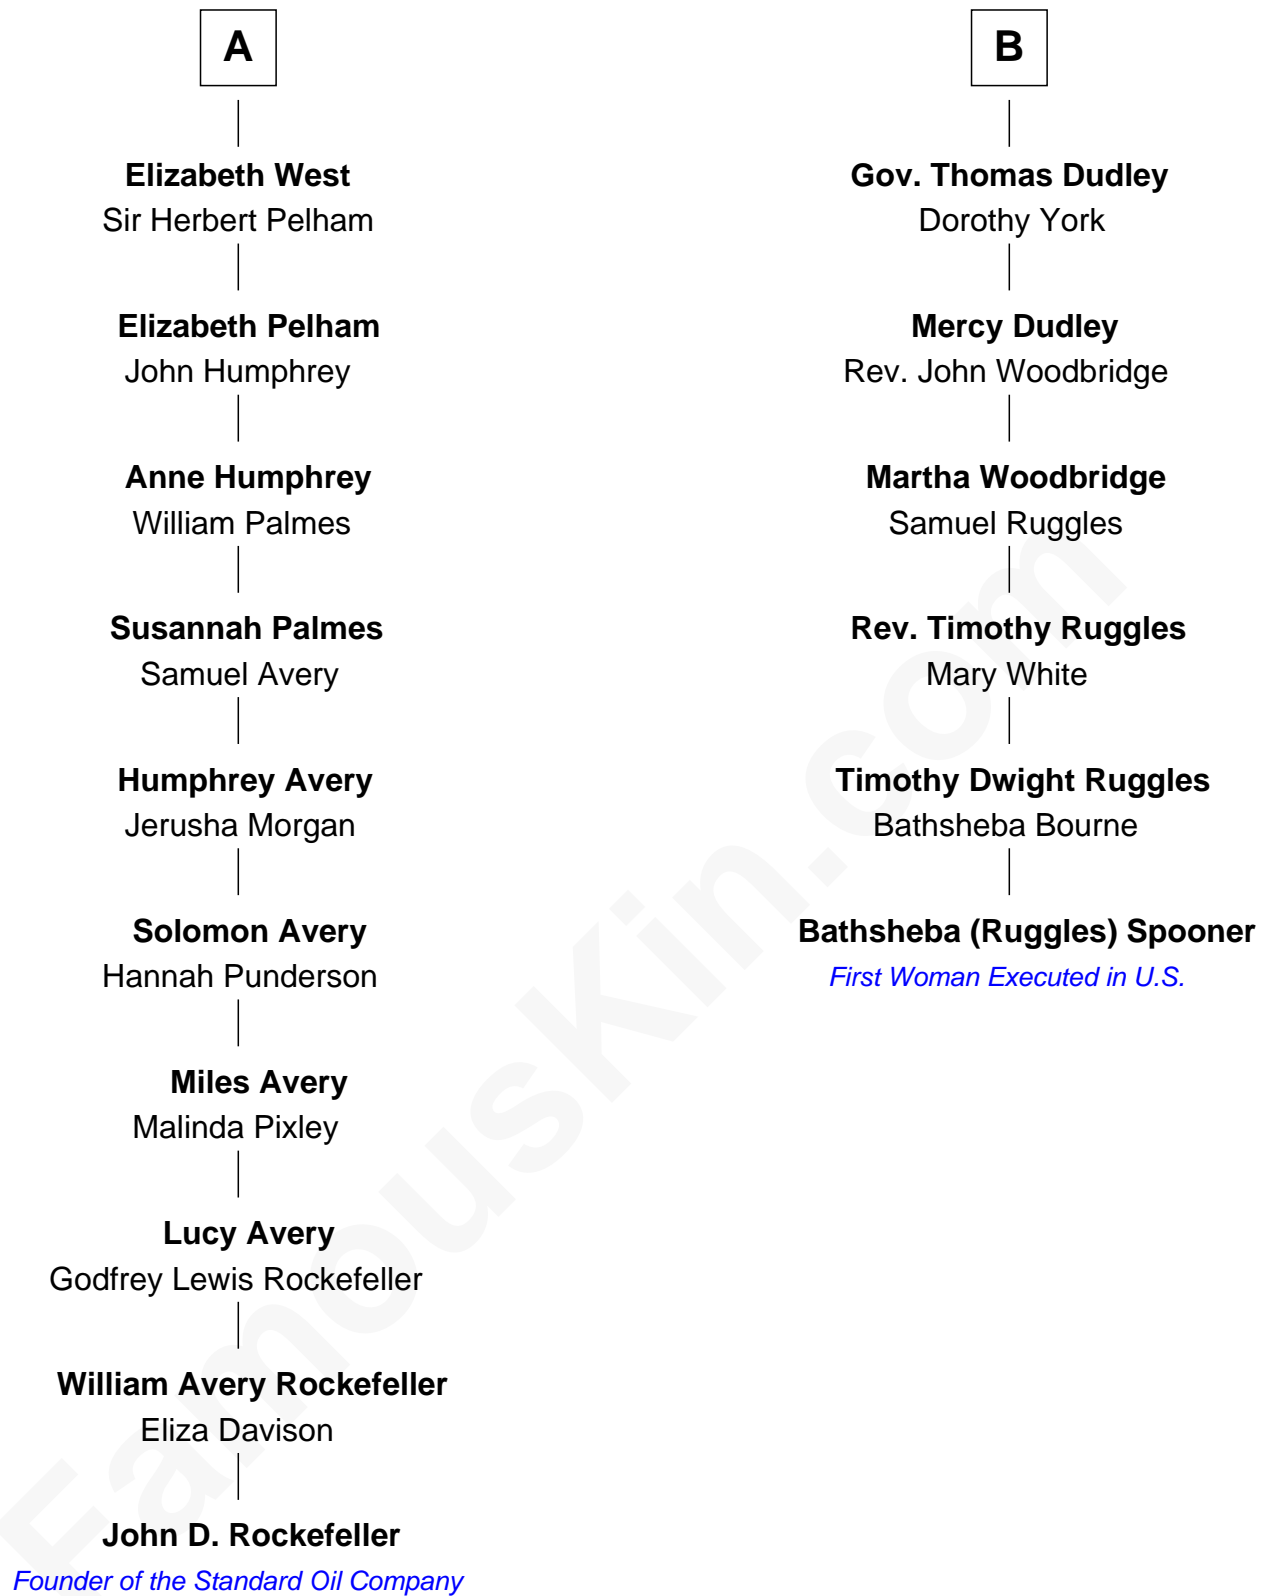 A
Elizabeth West
Sir Herbert Pelham
Elizabeth Pelham
John Humphrey
Anne Humphrey
William Palmes
Susannah Palmes
Samuel Avery
Humphrey Avery
Jerusha Morgan
Solomon Avery
Hannah Punderson
Miles Avery
Malinda Pixley
Lucy Avery
Godfrey Lewis Rockefeller
William Avery Rockefeller
Eliza Davison
John D. Rockefeller
Founder of the Standard Oil Company
B
Gov. Thomas Dudley
Dorothy York
Mercy Dudley
Rev. John Woodbridge
Martha Woodbridge
Samuel Ruggles
Rev. Timothy Ruggles
Mary White
Timothy Dwight Ruggles
Bathsheba Bourne
Bathsheba (Ruggles) Spooner
First Woman Executed in U.S.
FamousKin.com